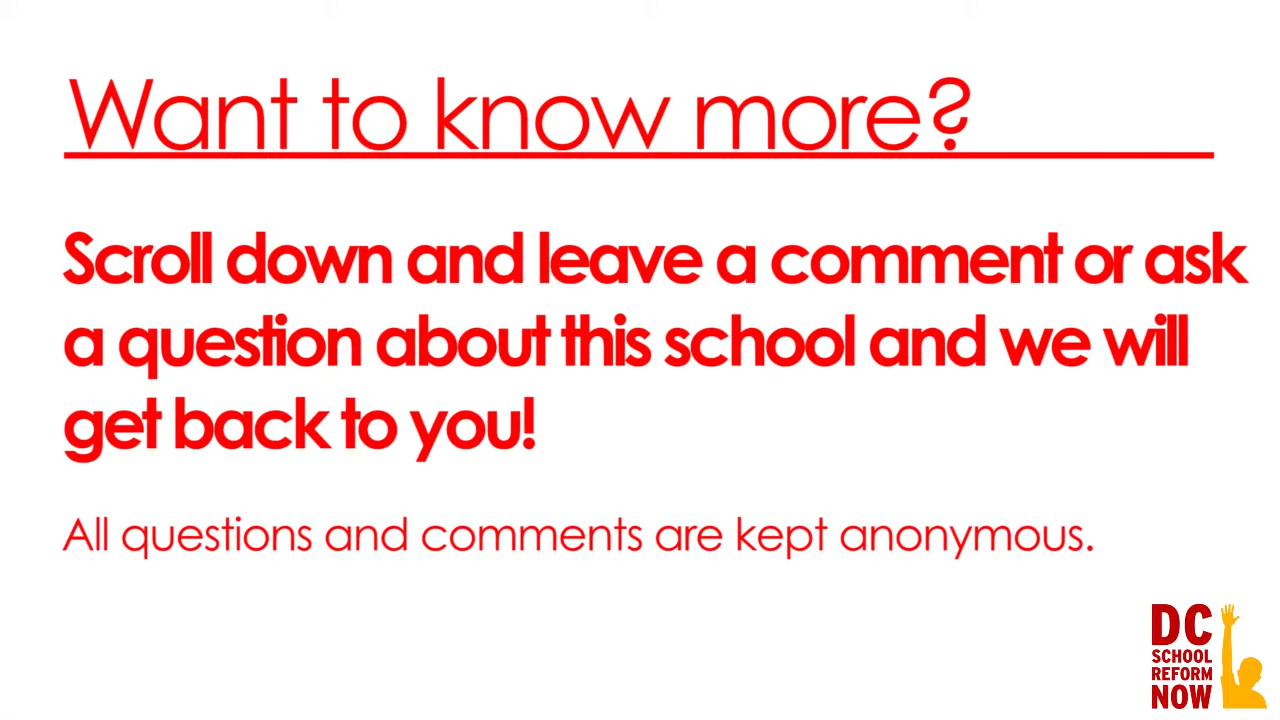 Want to know more?
Scroll down and leave a comment or ask
a question about this school and we will
get back to you!
All questions and comments are kept anonymous.
DC
SCHOOL
REFORM
NOW